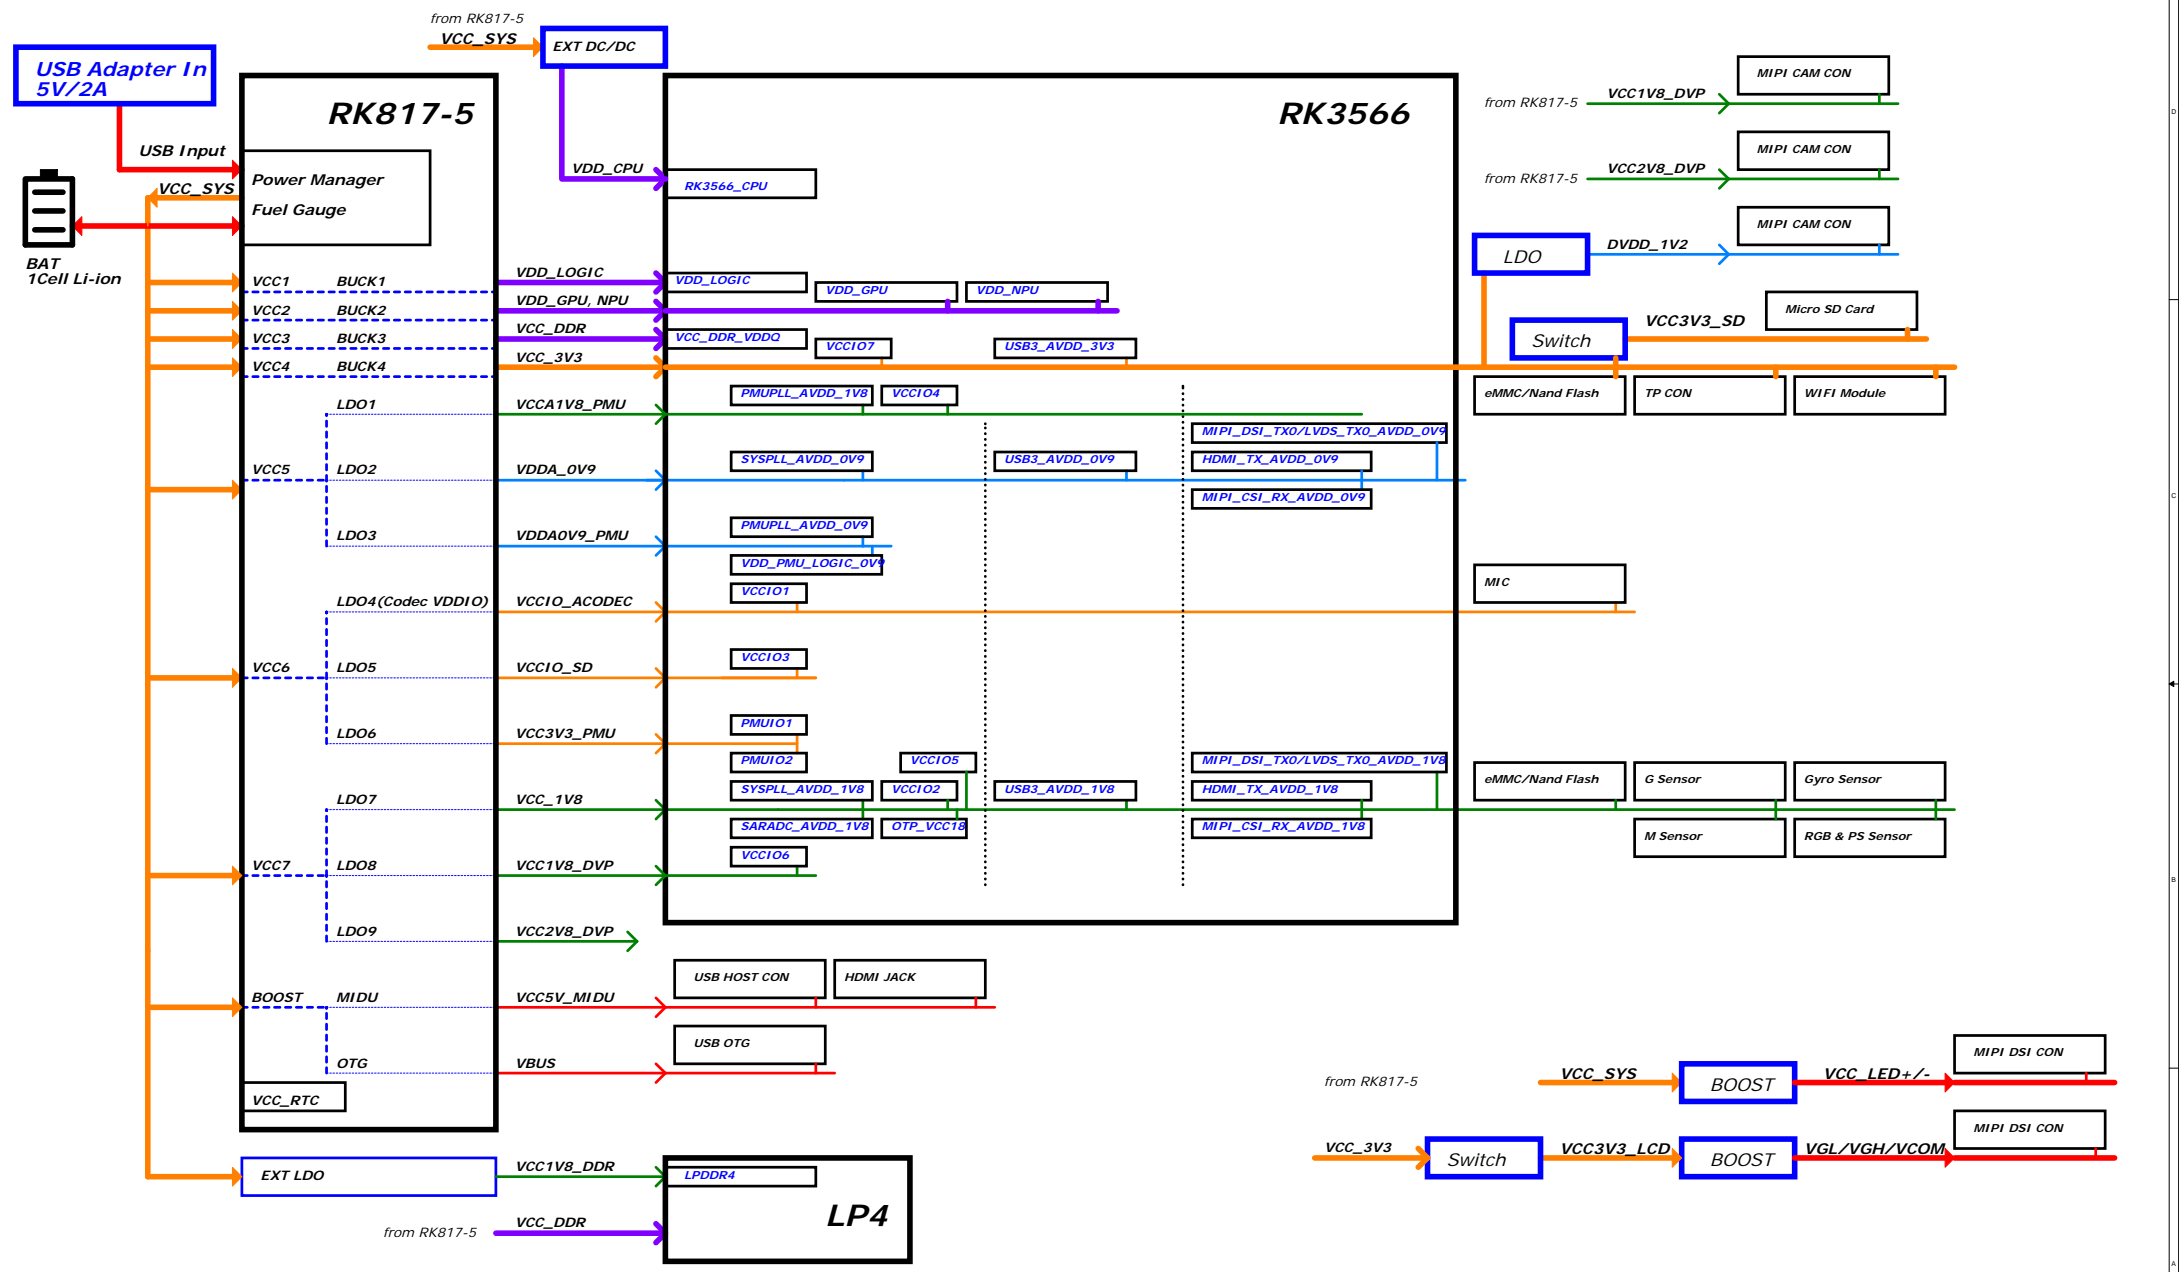 from RK817-5
VCC_SYS
EXT DC/DC
USB Adapter In
5V/2A
RK817-5
RK3566
USB Input
VCC_SYS
Power Manager
Fuel Gauge
BAT
1Cell Li-ion
VDD_CPU
RK3566_CPU
VCC1
BUCK1
VDD_LOGIC
VDD_LOGIC
VCC2
BUCK2
VDD_GPU, NPU
VDD_GPU
VDD_NPU
VCC3
BUCK3
VCC_DDR
VCC_DDR_VDDQ
VCC4
BUCK4
VCC_3V3
VCCIO7
USB3_AVDD_3V3
LDO1
VCCA1V8_PMU
PMUPLL_AVDD_1V8
VCCIO4
MIPI_DSI_TX0/LVDS_TX0_AVDD_0V9
VCC5
LDO2
VDDA_0V9
SYSPLL_AVDD_0V9
USB3_AVDD_0V9
HDMI_TX_AVDD_0V9
MIPI_CSI_RX_AVDD_0V9
LDO3
VDDA0V9_PMU
PMUPLL_AVDD_0V9
VDD_PMU_LOGIC_0V9
LDO4(Codec VDDIO)
VCCIO_ACODEC
VCCIO1
MIC
VCC6
LDO5
VCCIO_SD
VCCIO3
LDO6
VCC3V3_PMU
PMUIO1
PMUIO2
VCCIO5
MIPI_DSI_TX0/LVDS_TX0_AVDD_1V8
LDO7
VCC_1V8
SYSPLL_AVDD_1V8
VCCIO2
USB3_AVDD_1V8
HDMI_TX_AVDD_1V8
SARADC_AVDD_1V8
OTP_VCC18
MIPI_CSI_RX_AVDD_1V8
eMMC/Nand Flash
G Sensor
Gyro Sensor
M Sensor
RGB & PS Sensor
VCC7
LDO8
VCC1V8_DVP
VCCIO6
LDO9
VCC2V8_DVP
BOOST
MIDU
VCC5V_MIDU
USB HOST CON
HDMI JACK
OTG
VBUS
USB OTG
VCC_RTC
EXT LDO
VCC1V8_DDR
LPDDR4
LP4
from RK817-5
VCC_DDR
from RK817-5
VCC1V8_DVP
MIPI CAM CON
from RK817-5
VCC2V8_DVP
MIPI CAM CON
LDO
DVDD_1V2
MIPI CAM CON
Switch
VCC3V3_SD
Micro SD Card
eMMC/Nand Flash
TP CON
WIFI Module
from RK817-5
VCC_SYS
BOOST
VCC_LED+/-
MIPI DSI CON
VCC_3V3
Switch
VCC3V3_LCD
BOOST
VGL/VGH/VCOM
MIPI DSI CON
D
C
B
A